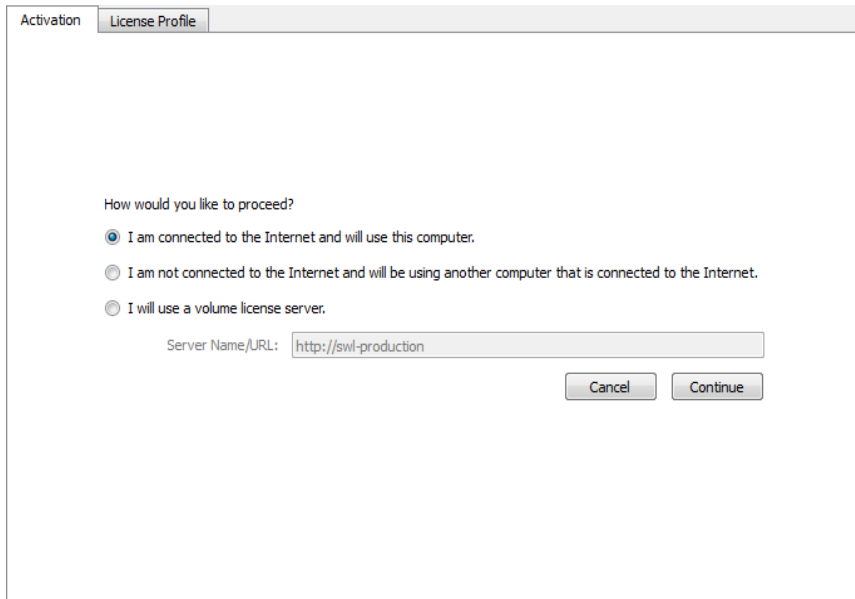 Activation
License Profile
How would you like to proceed?
I am connected to the Internet and will use this computer.
I am not connected to the Internet and will be using another computer that is connected to the Internet.
I will use a volume license server.
Server Name/URL: http://swl-production
Cancel
Continue